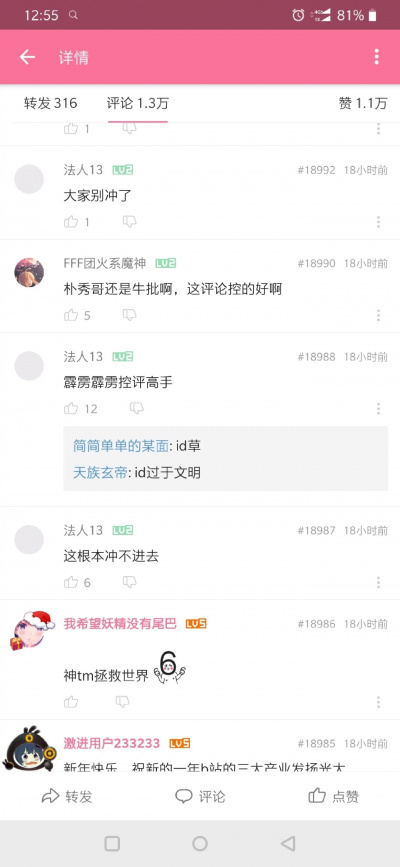 12:55 81%
详情
转发 316 评论 1.3万 赞 1.1万
1
法人13 LV2 #18992 18小时前
大家别冲了
1
FFF团火系魔神 LV2 #18990 18小时前
朴秀哥还是牛批啊，这评论控的好啊
5
法人13 LV2 #18988 18小时前
霹雳霹雳控评高手
12
简简单单的某面: id草
天族玄帝: id过于文明
法人13 LV2 #18987 18小时前
这根本冲不进去
6
我希望妖精没有尾巴 LV5 #18986 18小时前
神tm拯救世界 6
激进用户233233 LV5 #18985 18小时前
新年快乐，祝新的一年b站的三大产业发扬光大
转发 评论 点赞